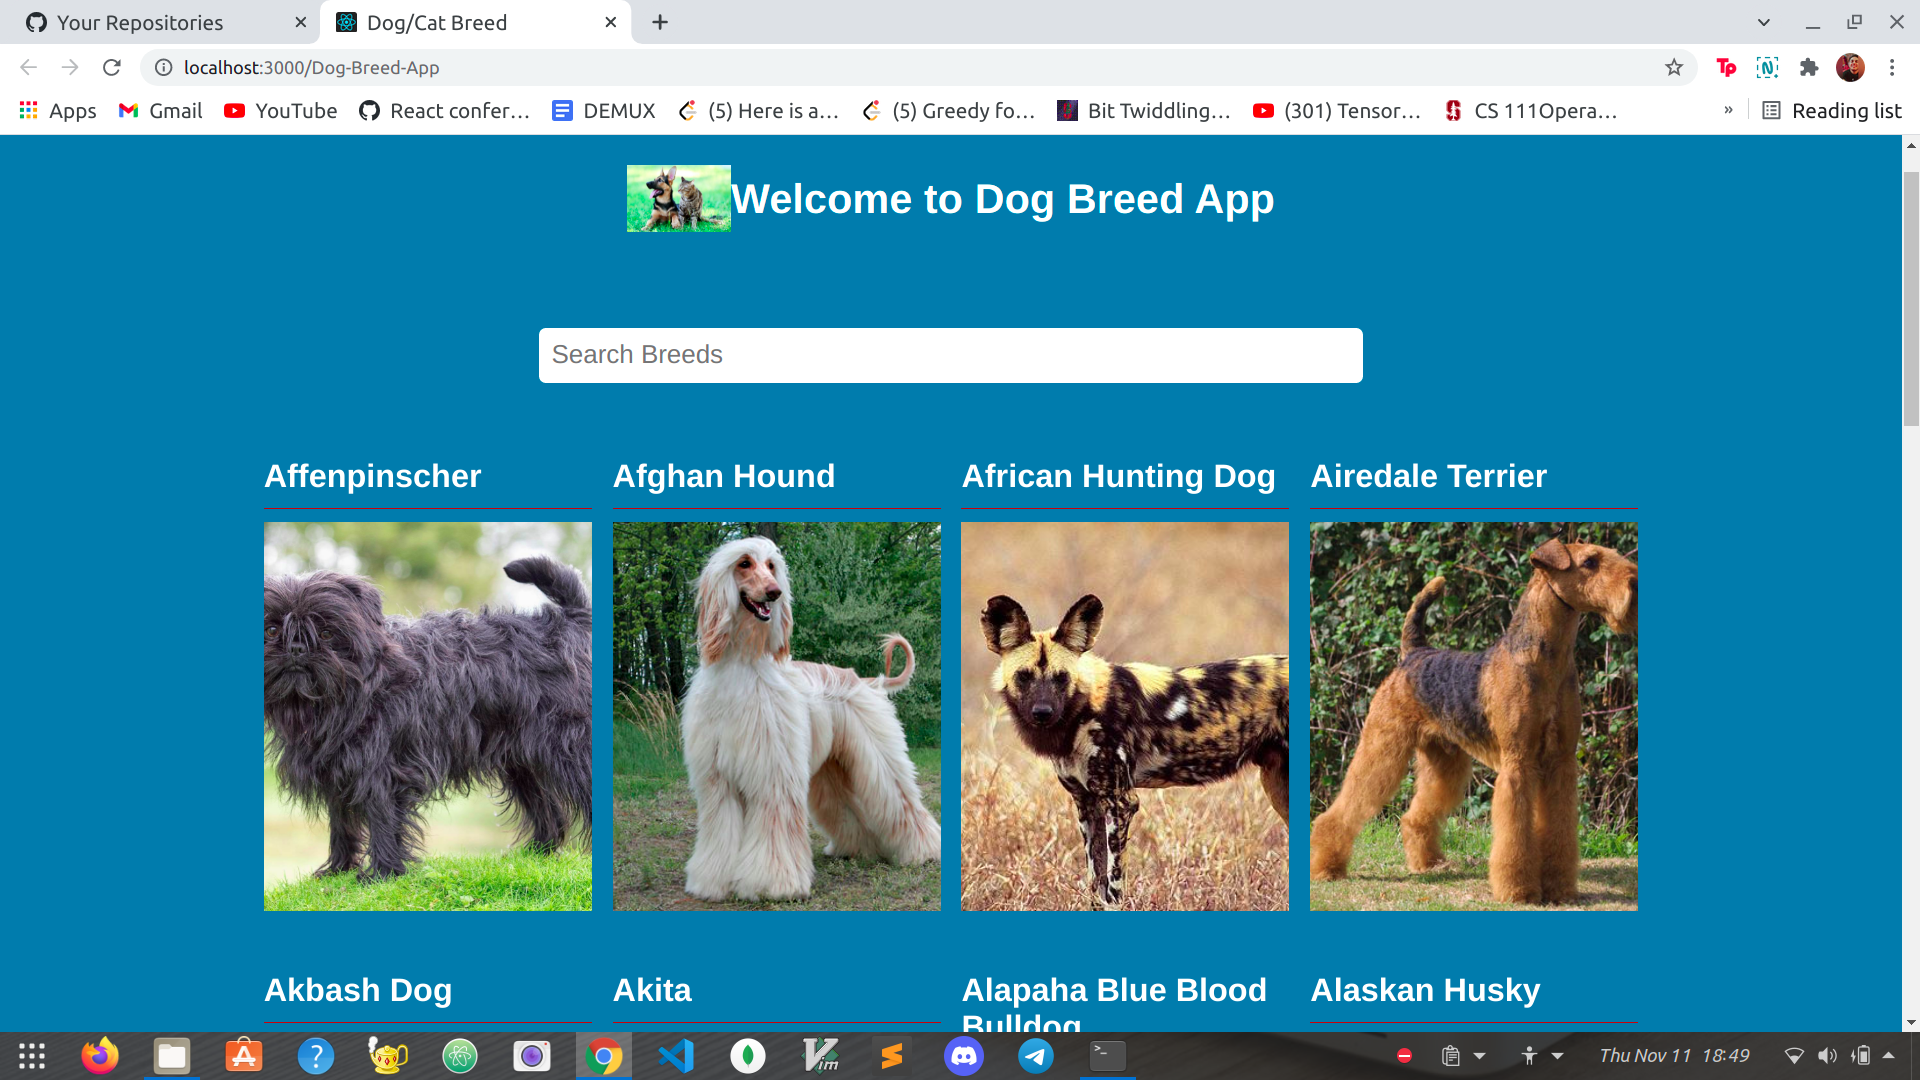 Your Repositories
Dog/Cat Breed
localhost:3000/Dog-Breed-App
Apps
Gmail
YouTube
React confer...
DEMUX
(5) Here is a...
(5) Greedy fo...
Bit Twiddling...
(301) Tensor...
CS 111Opera...
»
Reading list
Welcome to Dog Breed App
Search Breeds
Affenpinscher
Afghan Hound
African Hunting Dog
Airedale Terrier
Akbash Dog
Akita
Alapaha Blue Blood
Bulldog
Alaskan Husky
Thu Nov 11 18:49